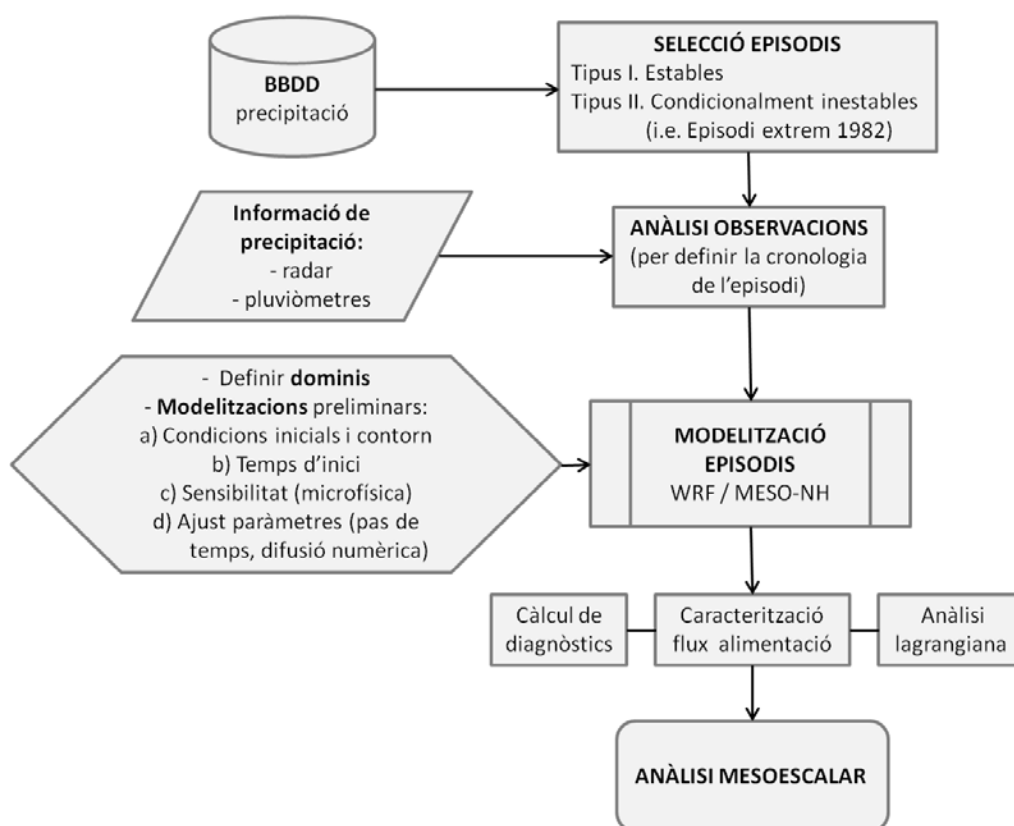 BBDD
precipitació
SELECCIÓ EPISODIS
Tipus I. Estables
Tipus II. Condicionalment inestables
(i.e. Episodi extrem 1982)
Informació de
precipitació:
- radar
- pluviòmetres
ANÀLISI OBSERVACIONS
(per definir la cronologia
de l'episodi)
- Definir dominis
- Modelitzacions preliminars:
a) Condicions inicials i contorn
b) Temps d'inici
c) Sensibilitat (microfísica)
d) Ajust paràmetres (pas de
temps, difusió numèrica)
MODELITZACIÓ
EPISODIS
WRF / MESO-NH
Càlcul de
diagnòstics
Caracterització
flux alimentació
Anàlisi
lagrangiana
ANÀLISI MESOESCALAR